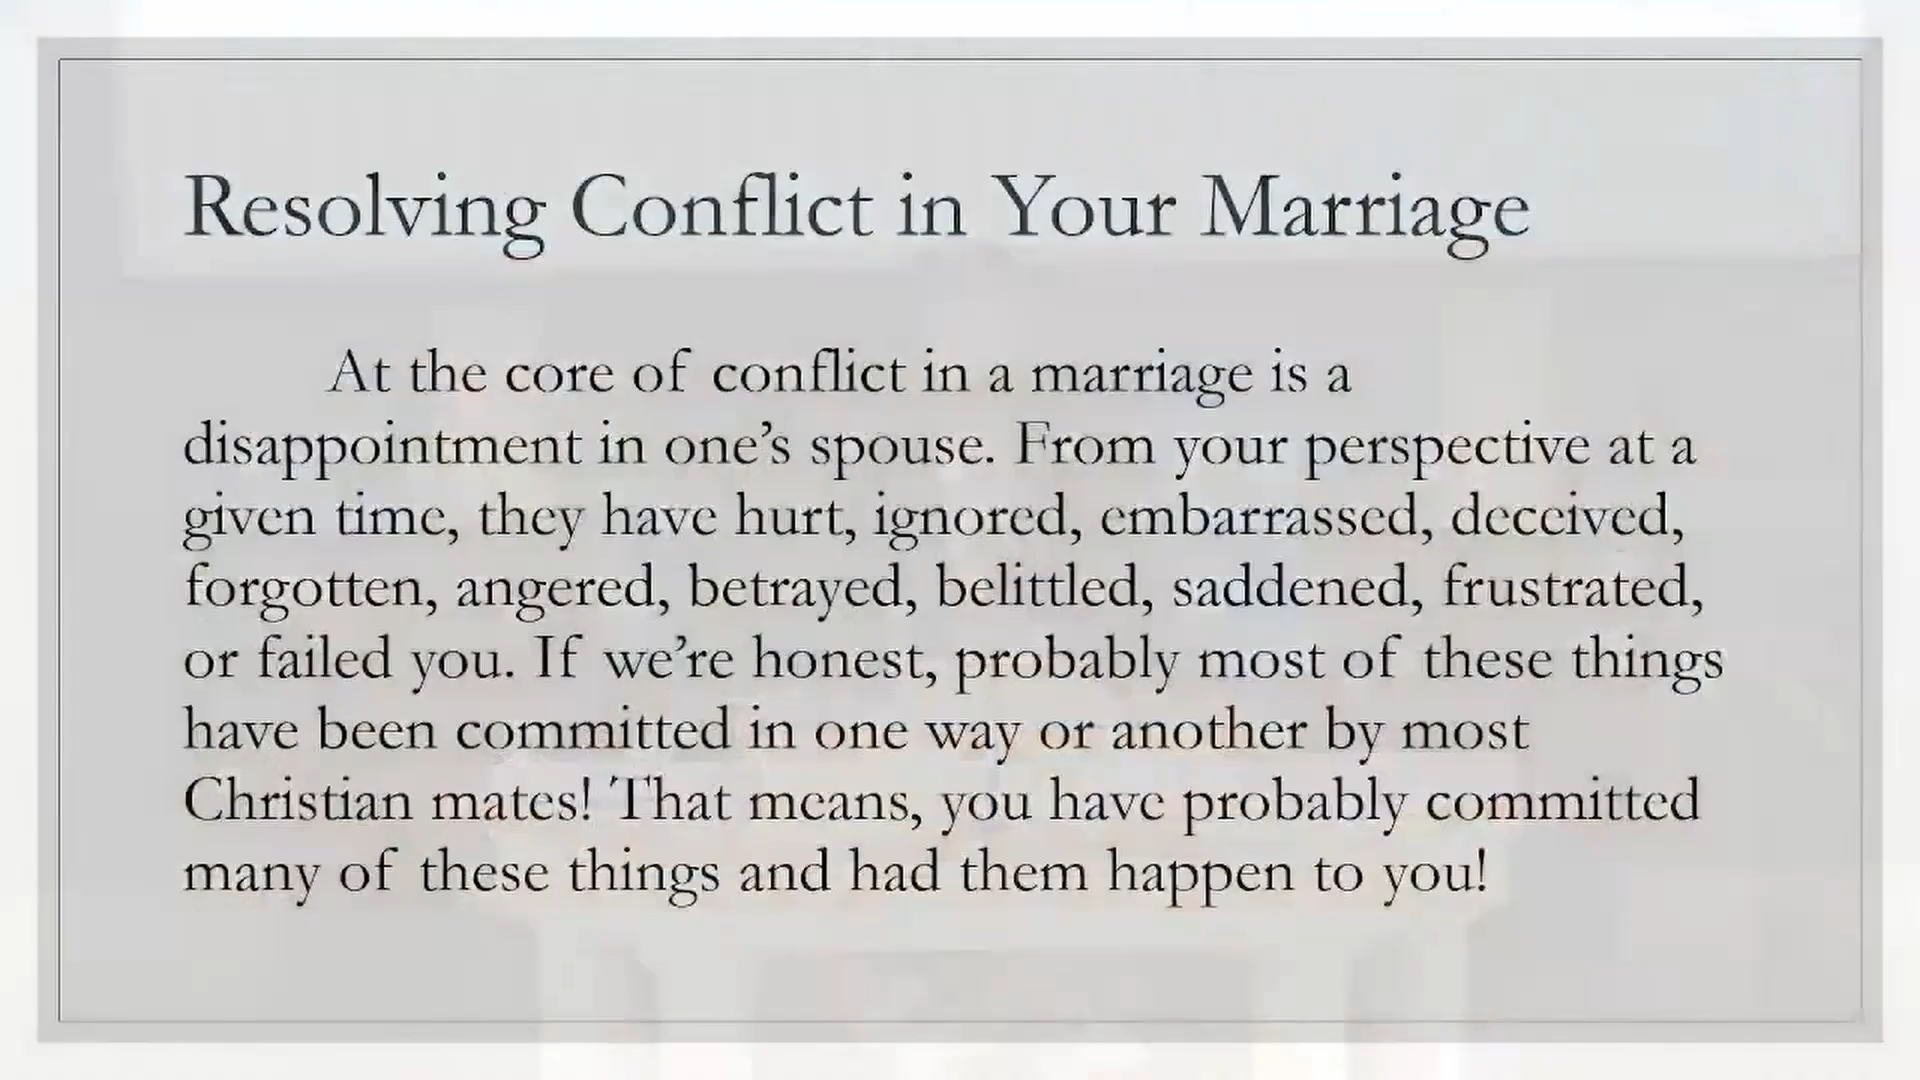 Resolving Conflict in Your Marriage
At the core of conflict in a marriage is a
disappointment in one’s spouse. From your perspective at a
given time, they have hurt, ignored, embarrassed, deceived,
forgotten, angered, betrayed, belittled, saddened, frustrated,
or failed you. If we’re honest, probably most of these things
have been committed in one way or another by most
Christian mates! That means, you have probably committed
many of these things and had them happen to you!